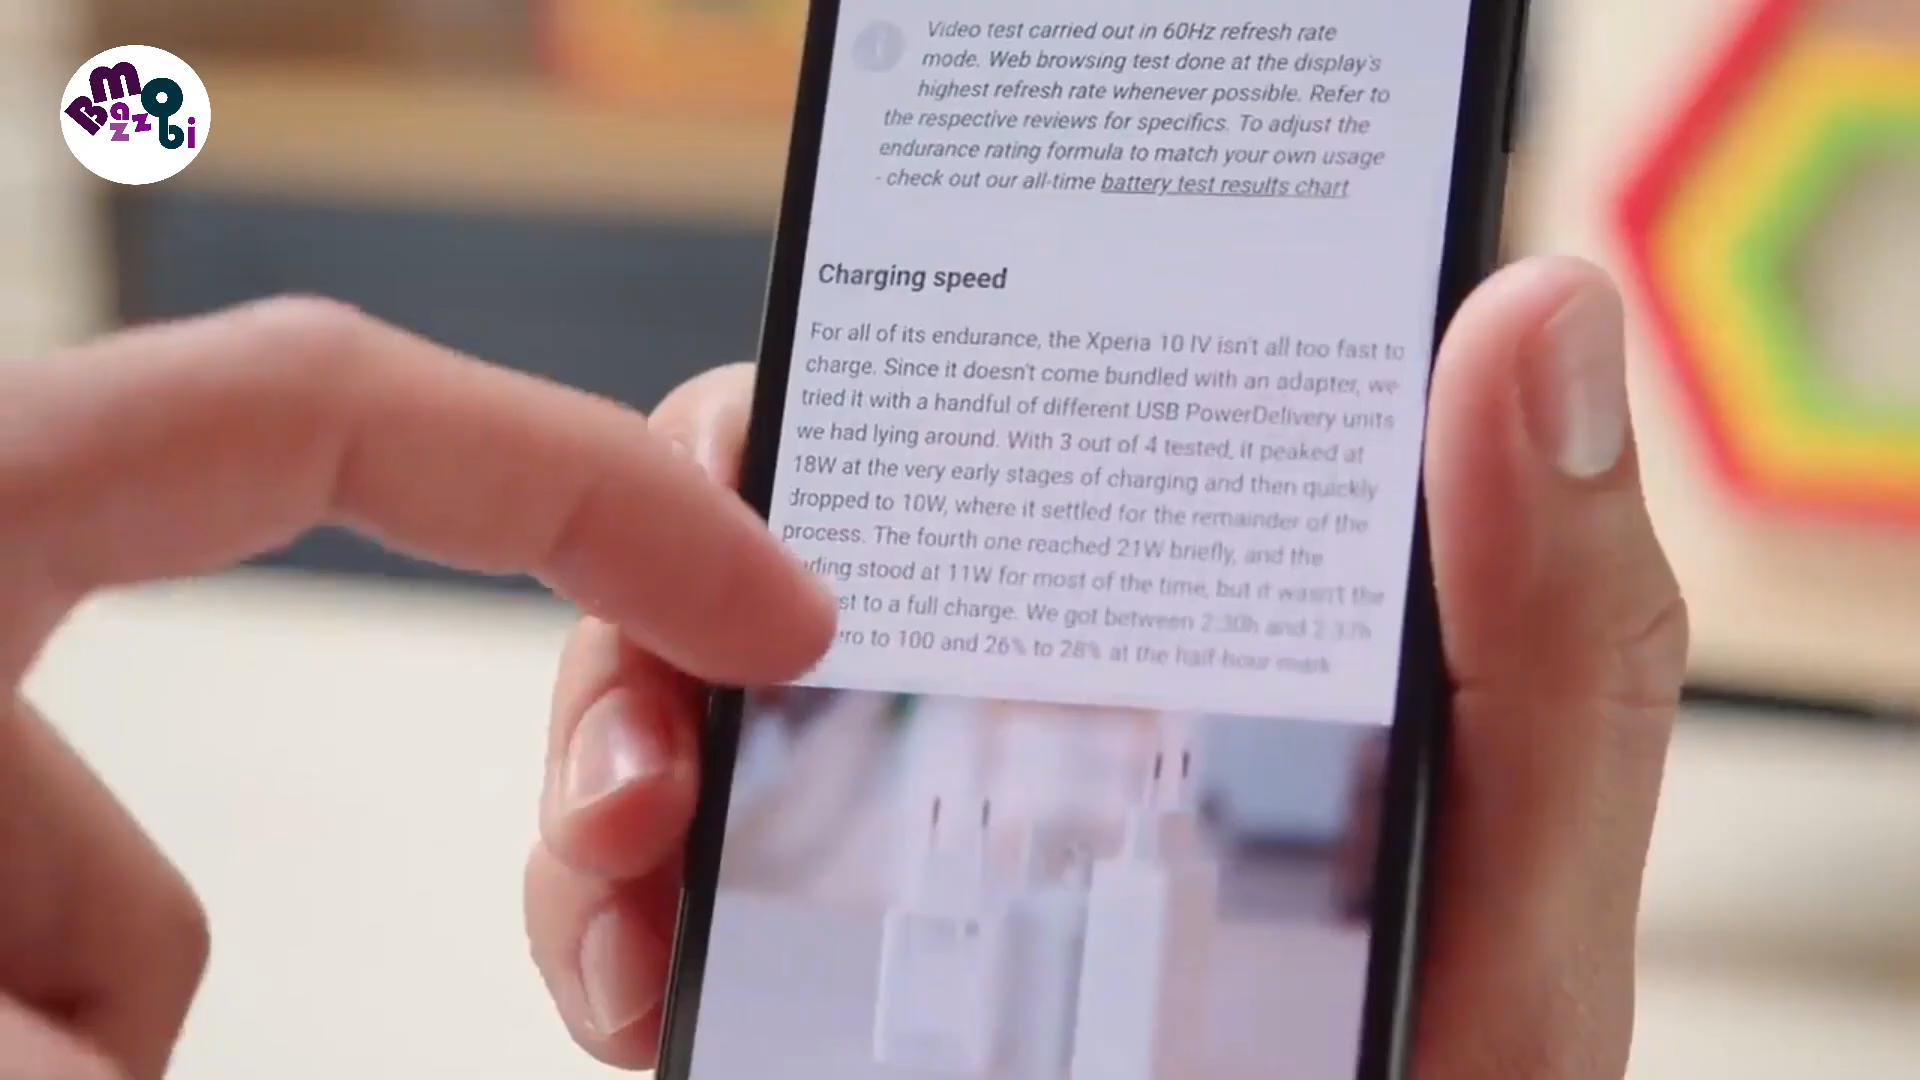 mobi
Bazz
Video test carried out in 60Hz refresh rate
mode. Web browsing test done at the display's
highest refresh rate whenever possible. Refer to
the respective reviews for specifics. To adjust the
endurance rating formula to match your own usage
- check out our all-time battery test results chart
Charging speed
For all of its endurance, the Xperia 10 IV isn't all too fast to
charge. Since it doesn't come bundled with an adapter, we
tried it with a handful of different USB PowerDelivery units
we had lying around. With 3 out of 4 tested, it peaked at
18W at the very early stages of charging and then quickly
dropped to 10W, where it settled for the remainder of the
process. The fourth one reached 21W briefly, and the
stood at 11W for most of the time, but it wasn't the
to a full charge. We got between 2:30h and
to 100 and 26% to 28% at the half-hour mark